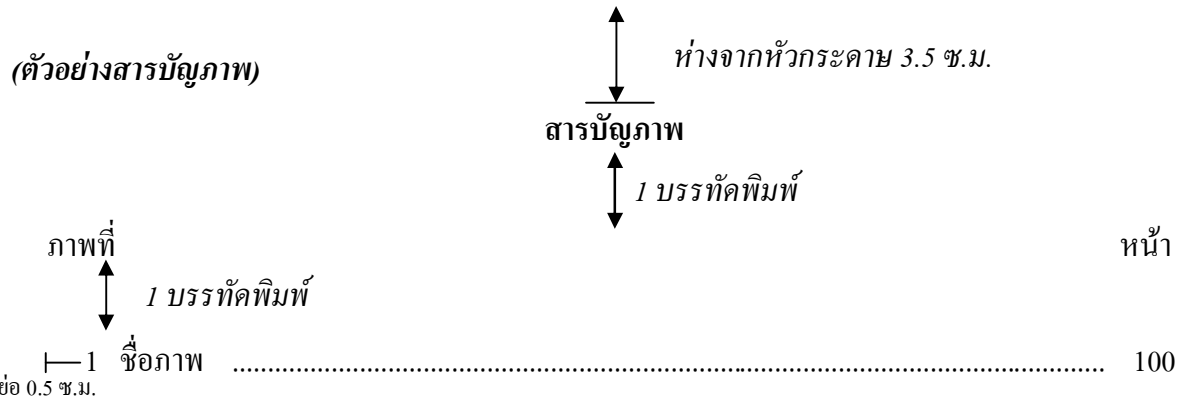 ห่างจากหัวกระดาษ 3.5 ซ.ม.
(ตัวอย่างสารบัญภาพ)
สารบัญภาพ
1 บรรทัดพิมพ์
ภาพที่ หน้า
1 บรรทัดพิมพ์
1 ชื่อภาพ .................................................................................................................... 100
0.5 ซ.ม.